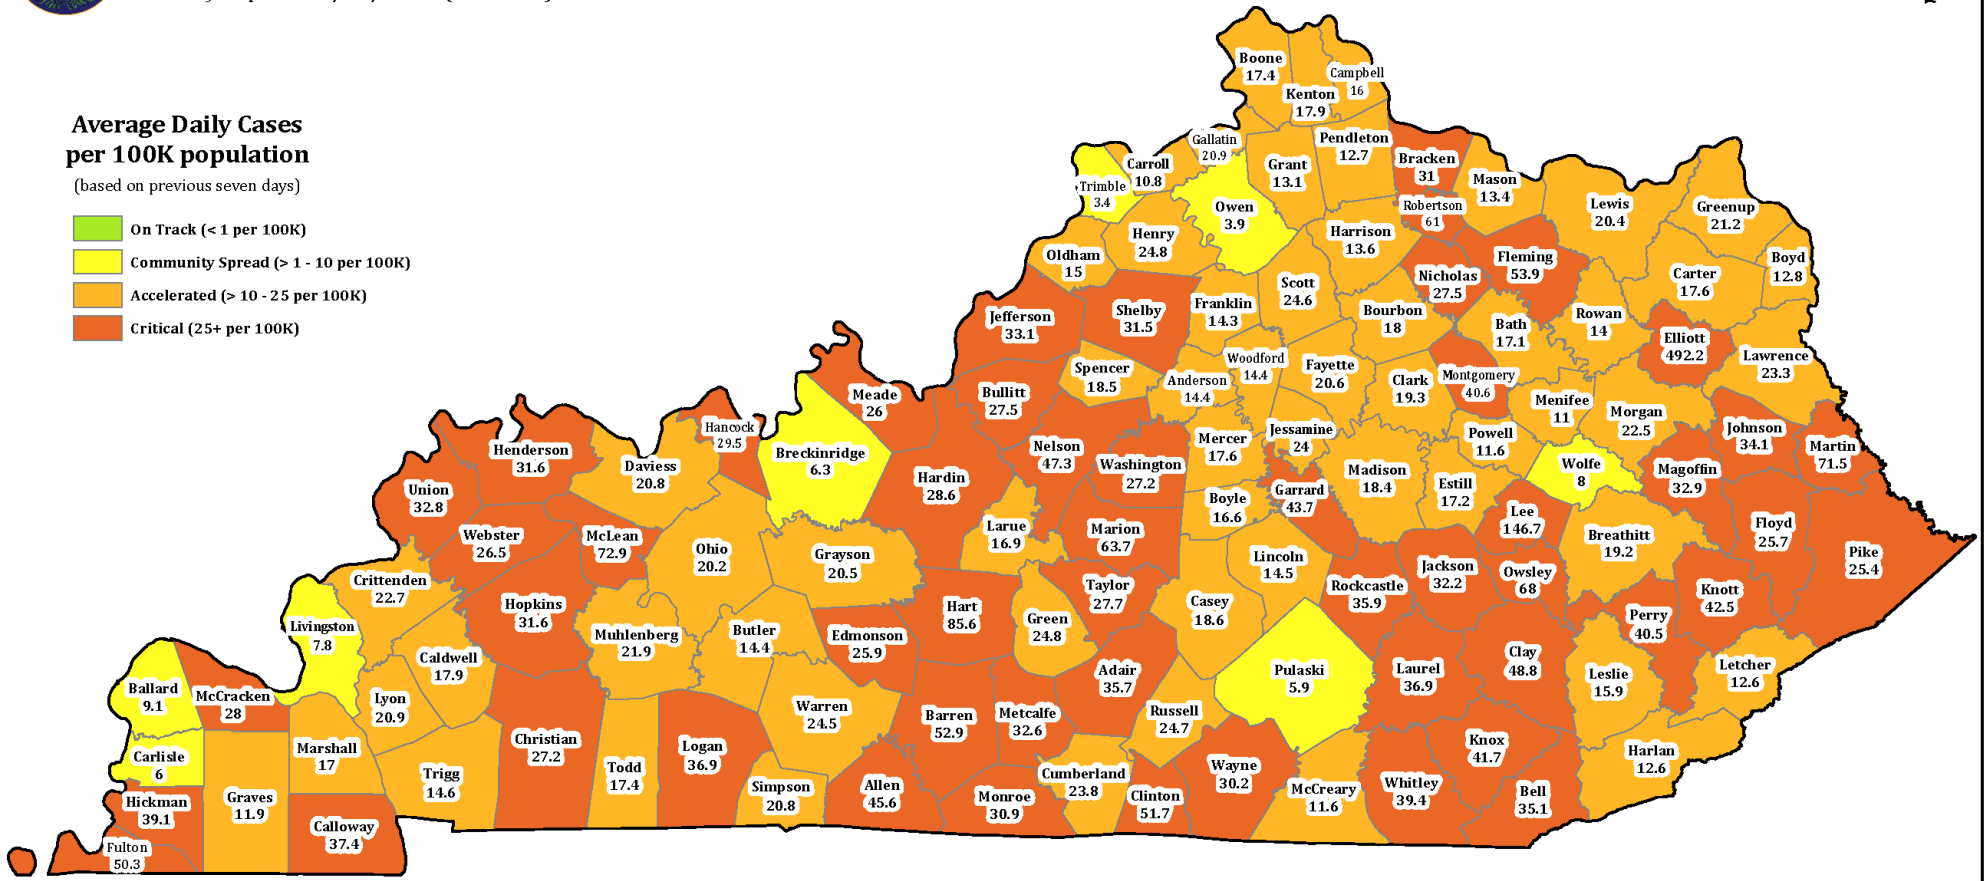 Average Daily Cases
per 100K population
(based on previous seven days)
On Track (< 1 per 100K)
Community Spread (> 1 - 10 per 100K)
Accelerated (> 10 - 25 per 100K)
Critical (25+ per 100K)
Boone
17.4
Kenton
17.9
Campbell
16
Gallatin
20.9
Carroll
10.8
Trimble
3.4
Owen
3.9
Grant
13.1
Pendleton
12.7
Bracken
31
Mason
13.4
Robertson
61
Lewis
20.4
Greenup
21.2
Boyd
12.8
Carter
17.6
Henry
24.8
Oldham
15
Harrison
13.6
Nicholas
27.5
Fleming
53.9
Scott
24.6
Franklin
14.3
Bourbon
18
Bath
17.1
Rowan
14
Elliott
492.2
Lawrence
23.3
Jefferson
33.1
Shelby
31.5
Spencer
18.5
Anderson
14.4
Woodford
14.4
Fayette
20.6
Clark
19.3
Montgomery
40.6
Menifee
11
Morgan
22.5
Johnson
34.1
Martin
71.5
Meade
26
Bullitt
27.5
Nelson
47.3
Washington
27.2
Mercer
17.6
Jessamine
24
Madison
18.4
Powell
11.6
Estill
17.2
Wolfe
8
Magoffin
32.9
Floyd
25.7
Pike
25.4
Hancock
29.5
Breckinridge
6.3
Hardin
28.6
Larue
16.9
Marion
63.7
Boyle
16.6
Garrard
43.7
Lincoln
14.5
Lee
146.7
Breathitt
19.2
Henderson
31.6
Daviess
20.8
Union
32.8
Webster
26.5
McLean
72.9
Ohio
20.2
Grayson
20.5
Hart
85.6
Green
24.8
Taylor
27.7
Casey
18.6
Rockcastle
35.9
Jackson
32.2
Owsley
68
Perry
40.5
Knott
42.5
Crittenden
22.7
Livingston
7.8
Hopkins
31.6
Muhlenberg
21.9
Butler
14.4
Edmonson
25.9
Adair
35.7
Pulaski
5.9
Laurel
36.9
Clay
48.8
Leslie
15.9
Letcher
12.6
Ballard
9.1
McCracken
28
Lyon
20.9
Caldwell
17.9
Warren
24.5
Barren
52.9
Metcalfe
32.6
Russell
24.7
Carlisle
6
Marshall
17
Trigg
14.6
Christian
27.2
Todd
17.4
Logan
36.9
Simpson
20.8
Allen
45.6
Monroe
30.9
Cumberland
23.8
Clinton
51.7
Wayne
30.2
McCreary
11.6
Whitley
39.4
Knox
41.7
Bell
35.1
Harlan
12.6
Hickman
39.1
Graves
11.9
Calloway
37.4
Fulton
50.3